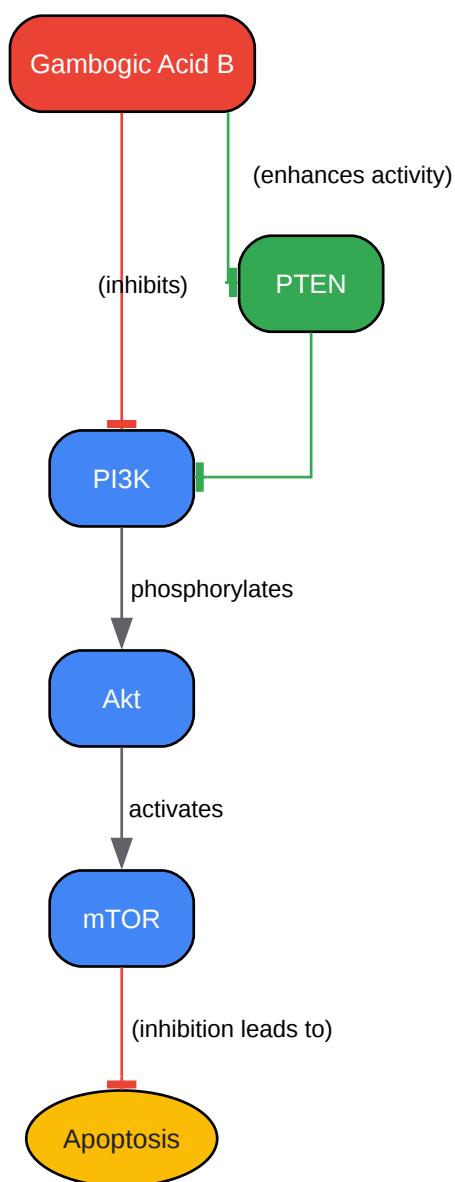 Gambogic Acid B
(enhances activity)
PTEN
(inhibits)
PI3K
phosphorylates
Akt
activates
mTOR
(inhibition leads to)
Apoptosis